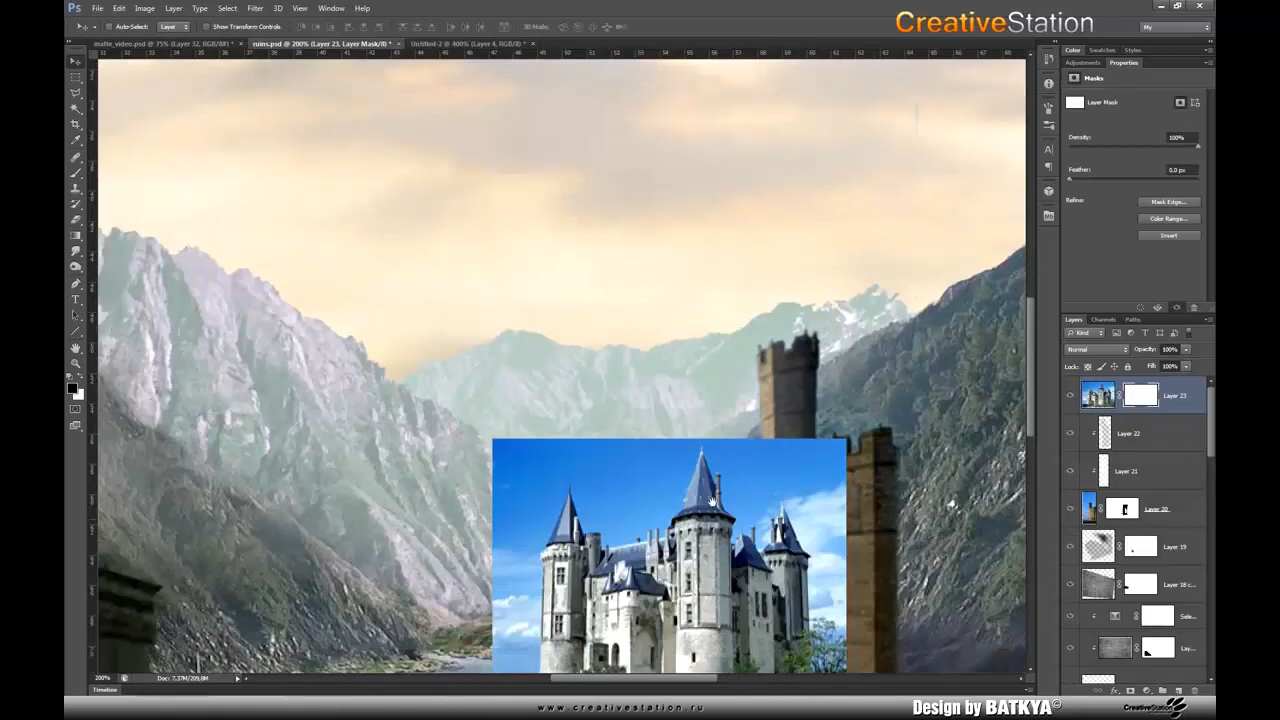 Ps File Edit Image Layer Type Select Filter 3D View Window Help
CreativeStation
Auto-Select: Layer Show Transform Controls 3D Mode: My
matte_video.psd @ 75% (Layer 32, RGB/8#) * × ruins.psd @ 200% (Layer 23, Layer Mask/8) * × Untitled-2 @ 400% (Layer 4, RGB/8#) * ×
Color Swatches Styles
Adjustments Properties
Masks
Layer Mask
Density: 100%
Feather: 0.0 px
Refine: Mask Edge...
Color Range...
Invert
Layers Channels Paths
Kind
Normal Opacity: 100%
Lock: Fill: 100%
Layer 23
Layer 22
Layer 21
Layer 20
Layer 19
Layer 18 c...
Sele...
Lay...
200% Doc: 7,37M/209,8M
Timeline
www.creativestation.ru
Design by BATKYA©
CreativeStation